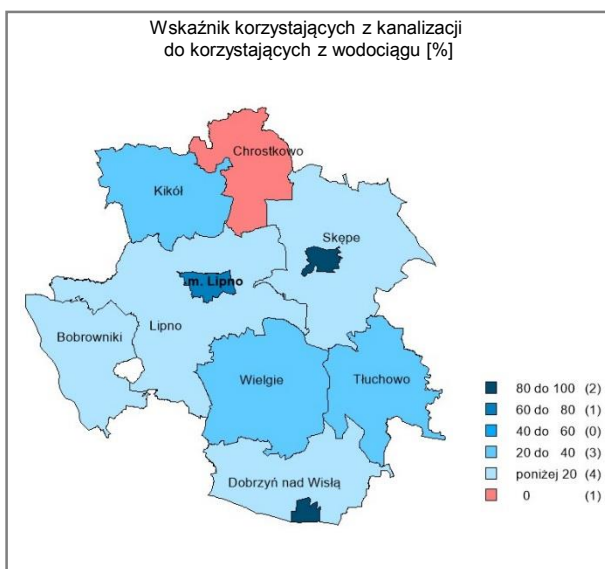 Wskaźnik korzystających z kanalizacji
do korzystających z wodociągu [%]
Chrostkowo
Kikół
Skępe
m. Lipno
Lipno
Bobrowniki
Wielgie
Tłuchowo
Dobrzyń nad Wisłą
80 do 100 (2)
60 do 80 (1)
40 do 60 (0)
20 do 40 (3)
poniżej 20 (4)
0 (1)